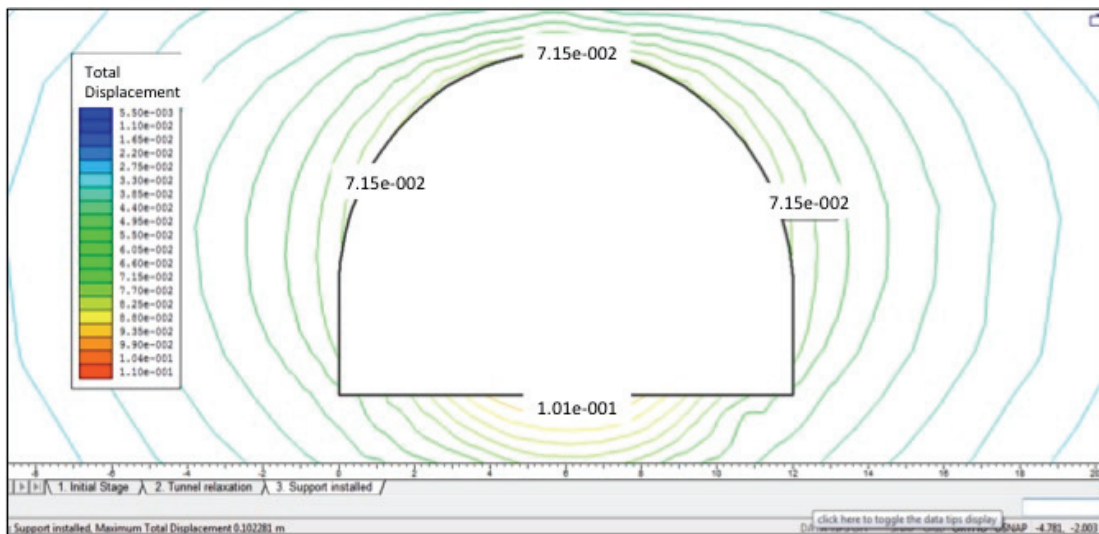 Total
Displacement
5.50e-003
1.10e-002
1.65e-002
2.20e-002
2.75e-002
3.30e-002
3.85e-002
4.40e-002
4.95e-002
5.50e-002
6.05e-002
6.60e-002
7.15e-002
7.70e-002
8.25e-002
8.80e-002
9.35e-002
9.90e-002
1.04e-001
1.10e-001
7.15e-002
7.15e-002
7.15e-002
1.01e-001
-8 -6 -4 -2 0 2 4 6 8 10 12 14 16 18 20
1. Initial Stage 2. Tunnel relaxation 3. Support installed
click here to toggle the data tips display
Support installed, Maximum Total Displacement 0.102281 m
-4.781, -2.003